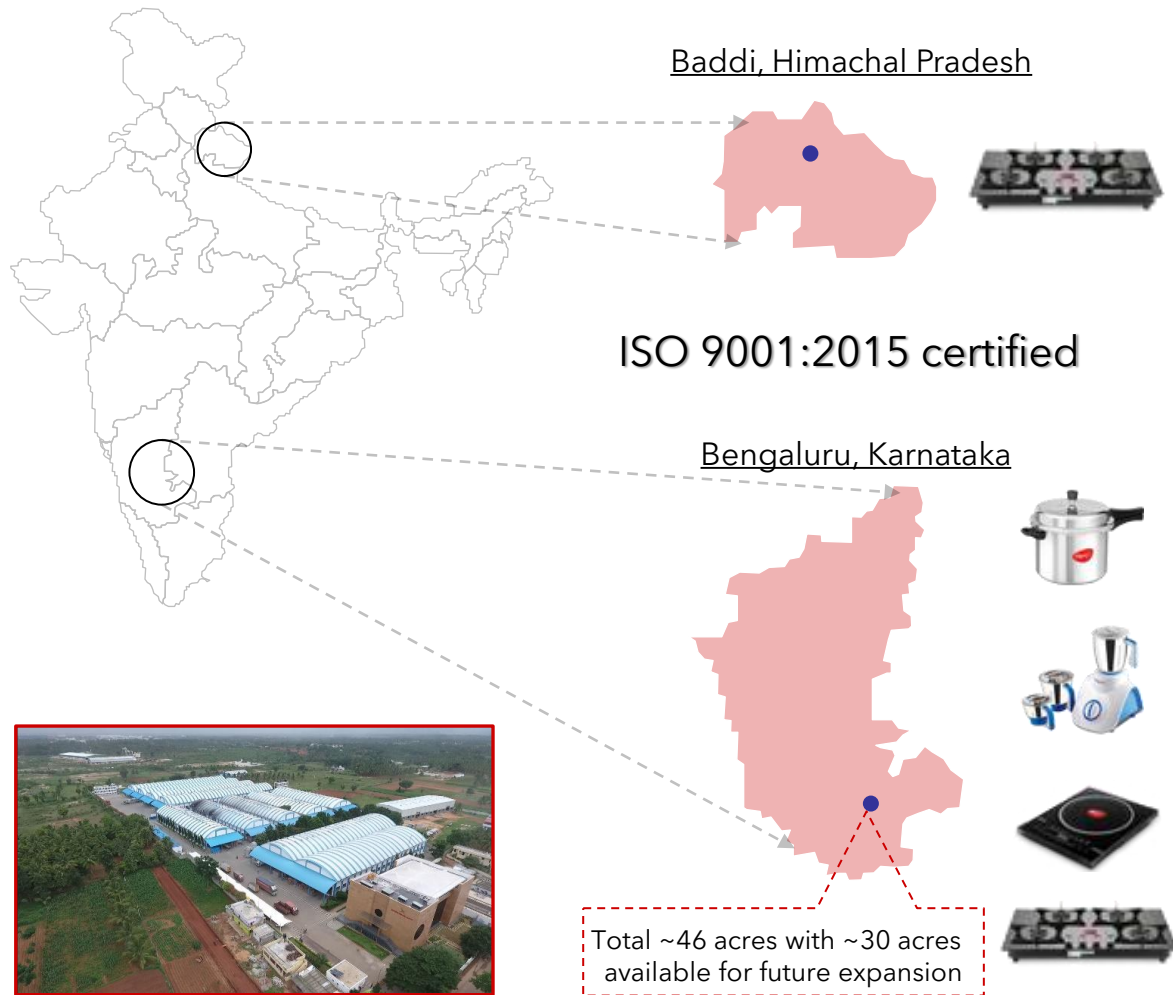 Baddi, Himachal Pradesh
ISO 9001:2015 certified
Bengaluru, Karnataka
Total ~46 acres with ~30 acres
available for future expansion